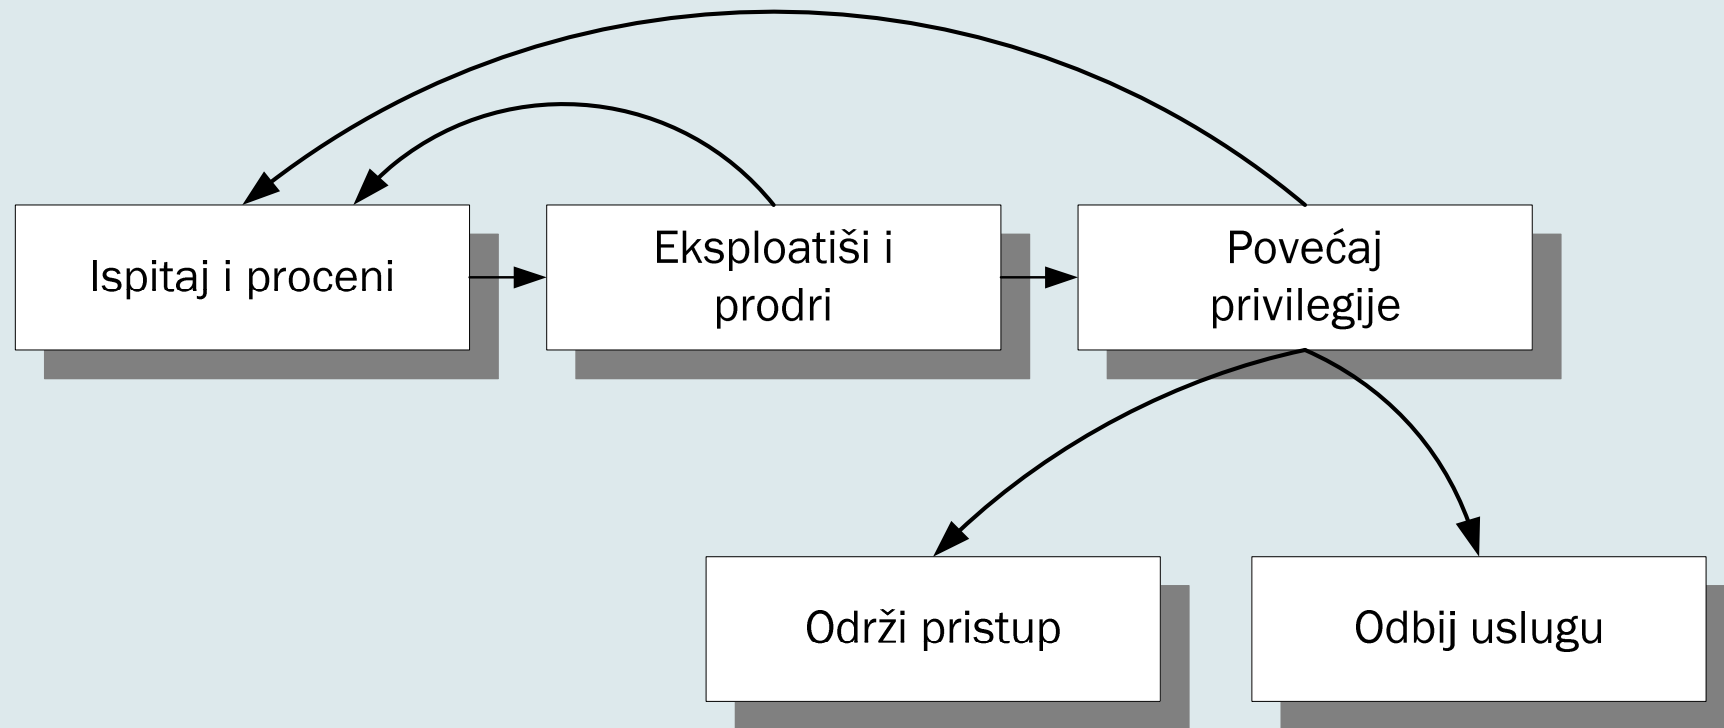 Ispitaj i proceni
Eksploatiši i
prodri
Povećaj
privilegije
Održi pristup
Odbij uslugu